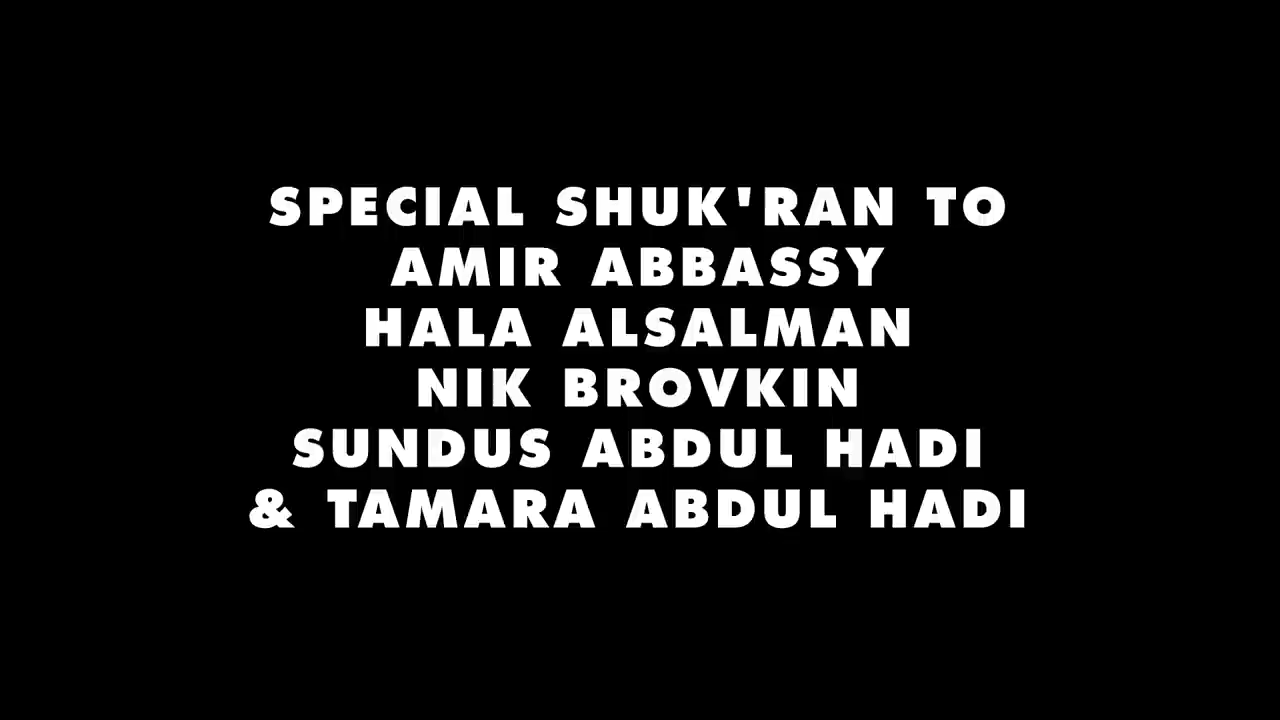 SPECIAL SHUK'RAN TO
AMIR ABBASSY
HALA ALSALMAN
NIK BROVKIN
SUNDUS ABDUL HADI
& TAMARA ABDUL HADI